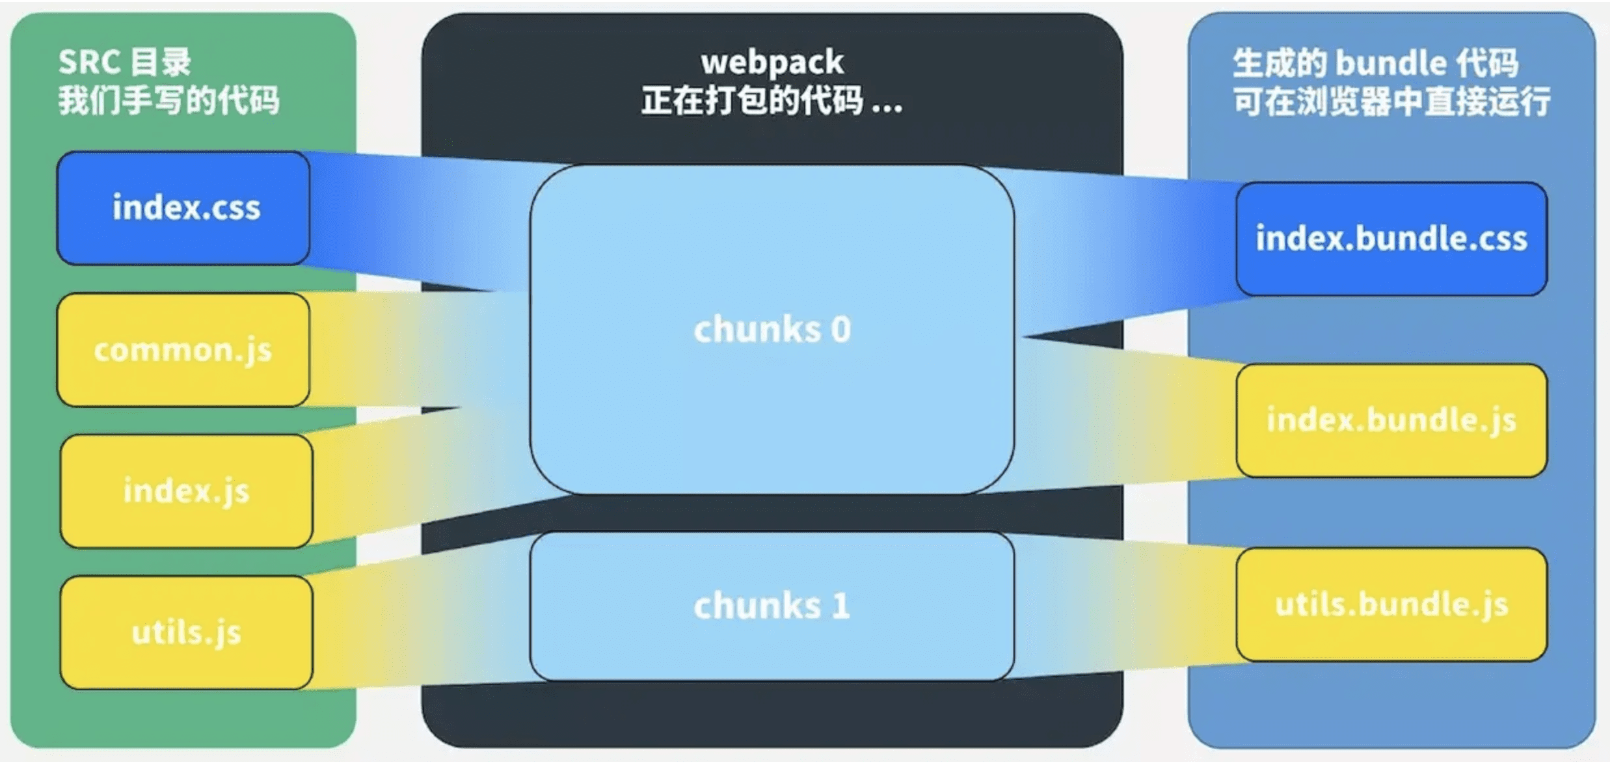 SRC 目录
我们手写的代码
index.css
common.js
index.js
utils.js
webpack
正在打包的代码 ...
chunks 0
chunks 1
生成的 bundle 代码
可在浏览器中直接运行
index.bundle.css
index.bundle.js
utils.bundle.js